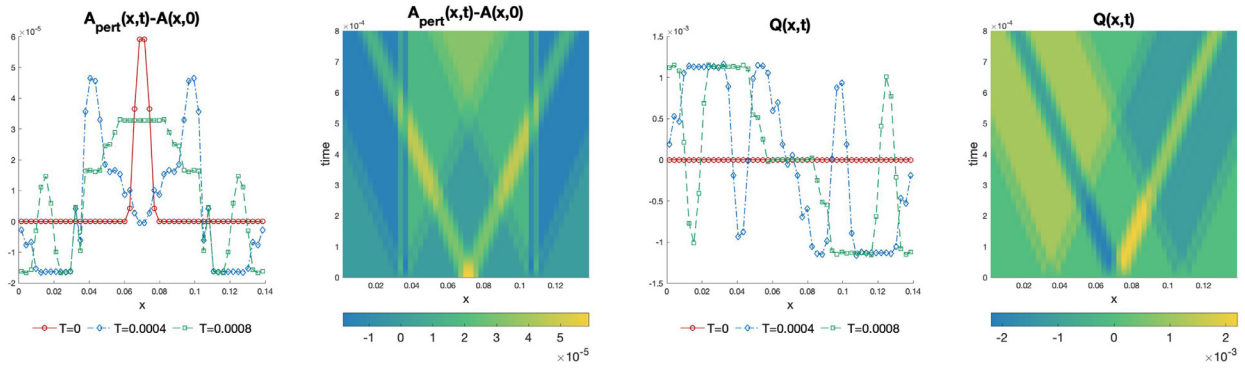 A_pert(x,t)-A(x,0)
×10^-5
6
5
4
3
2
1
0
-1
-2
0 0.02 0.04 0.06 0.08 0.1 0.12 0.14
x
T=0 T=0.0004 T=0.0008
A_pert(x,t)-A(x,0)
×10^-4
8
7
6
5
4
3
2
1
0
time
0.02 0.04 0.06 0.08 0.1 0.12
x
-1 0 1 2 3 4 5
×10^-5
Q(x,t)
×10^-3
1.5
1
0.5
0
-0.5
-1
-1.5
0 0.02 0.04 0.06 0.08 0.1 0.12 0.14
x
T=0 T=0.0004 T=0.0008
Q(x,t)
×10^-4
8
7
6
5
4
3
2
1
0
time
0.02 0.04 0.06 0.08 0.1 0.12
x
-2 -1 0 1 2
×10^-3